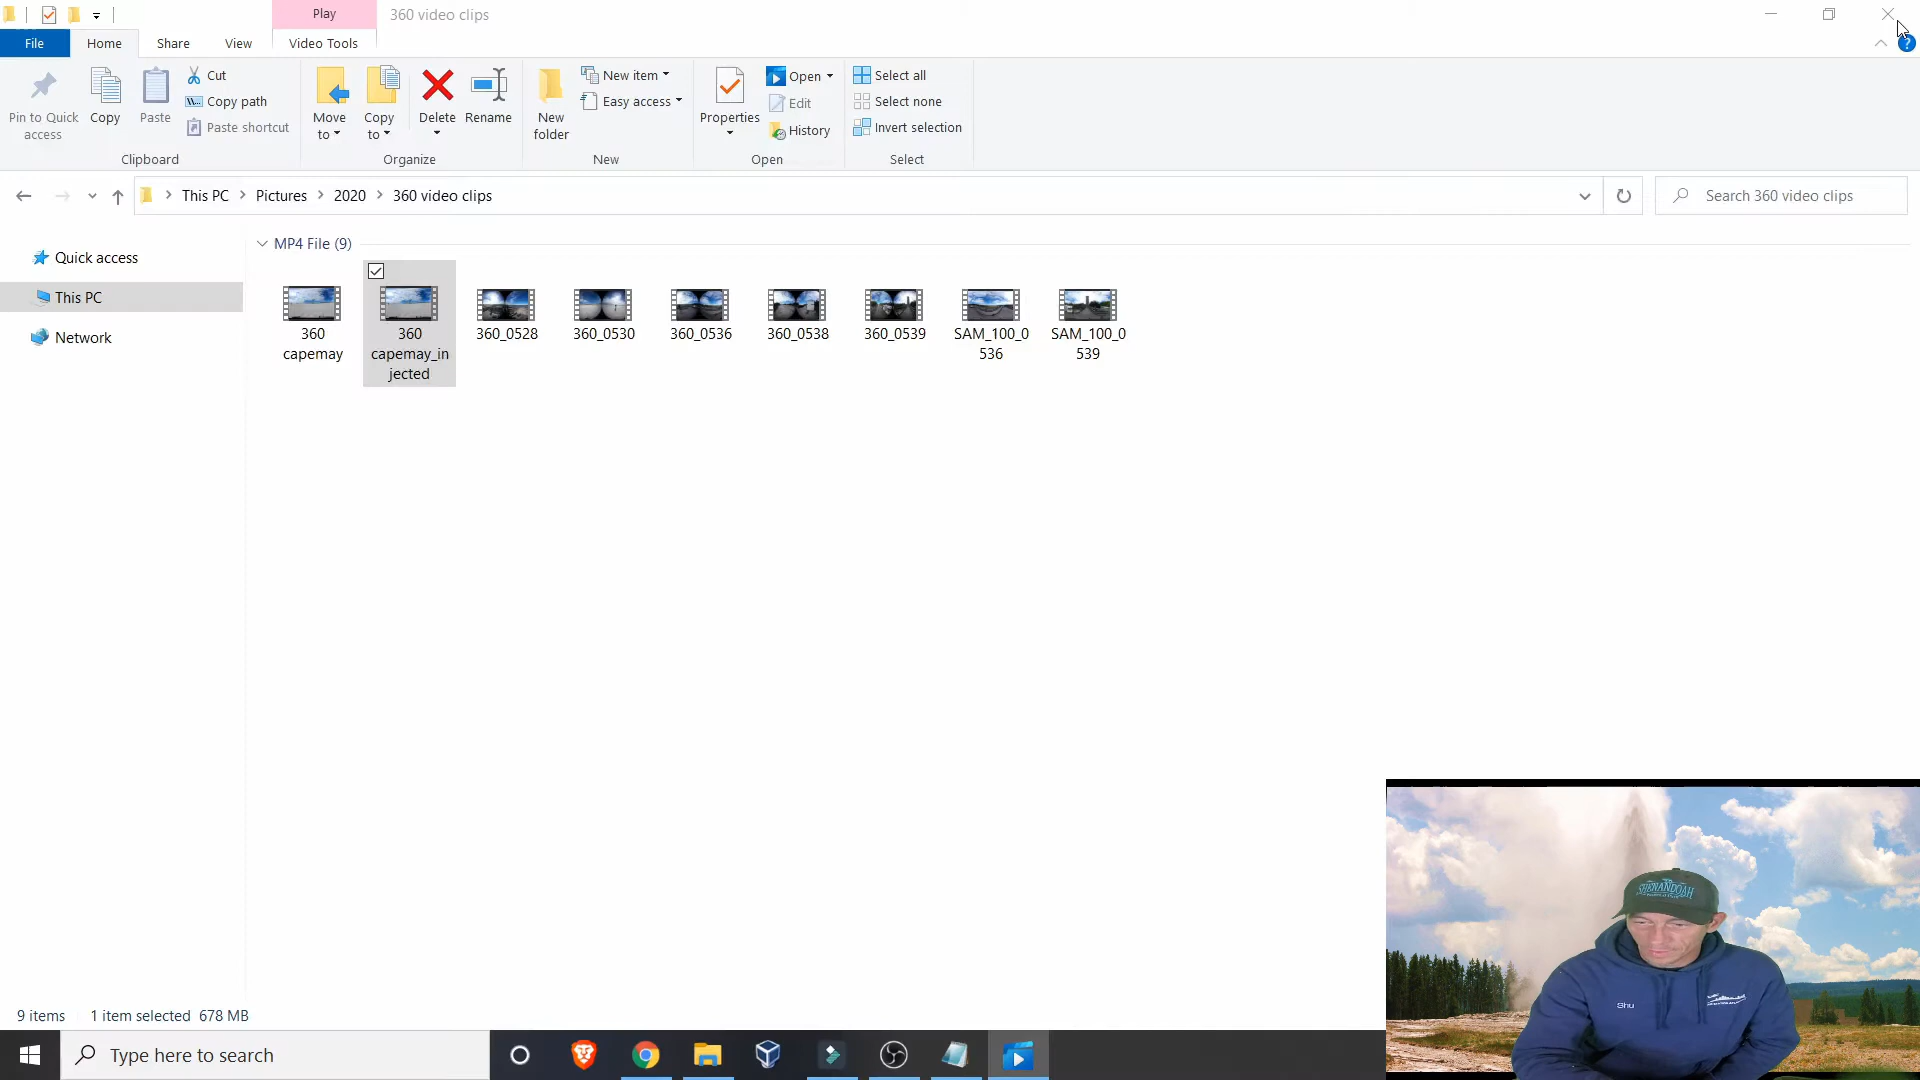 Play
360 video clips
File
Home
Share
View
Video Tools
Pin to Quick
access
Copy
Paste
Cut
Copy path
Paste shortcut
Move
to
Copy
to
Delete
Rename
New
folder
New item
Easy access
Properties
Open
Edit
History
Select all
Select none
Invert selection
Clipboard
Organize
New
Open
Select
This PC
Pictures
2020
360 video clips
Search 360 video clips
Quick access
This PC
Network
MP4 File (9)
360
capemay
360
capemay_in
jected
360_0528
360_0530
360_0536
360_0538
360_0539
SAM_100_0
536
SAM_100_0
539
SHENANDOAH
Shu
9 items
1 item selected 678 MB
Type here to search